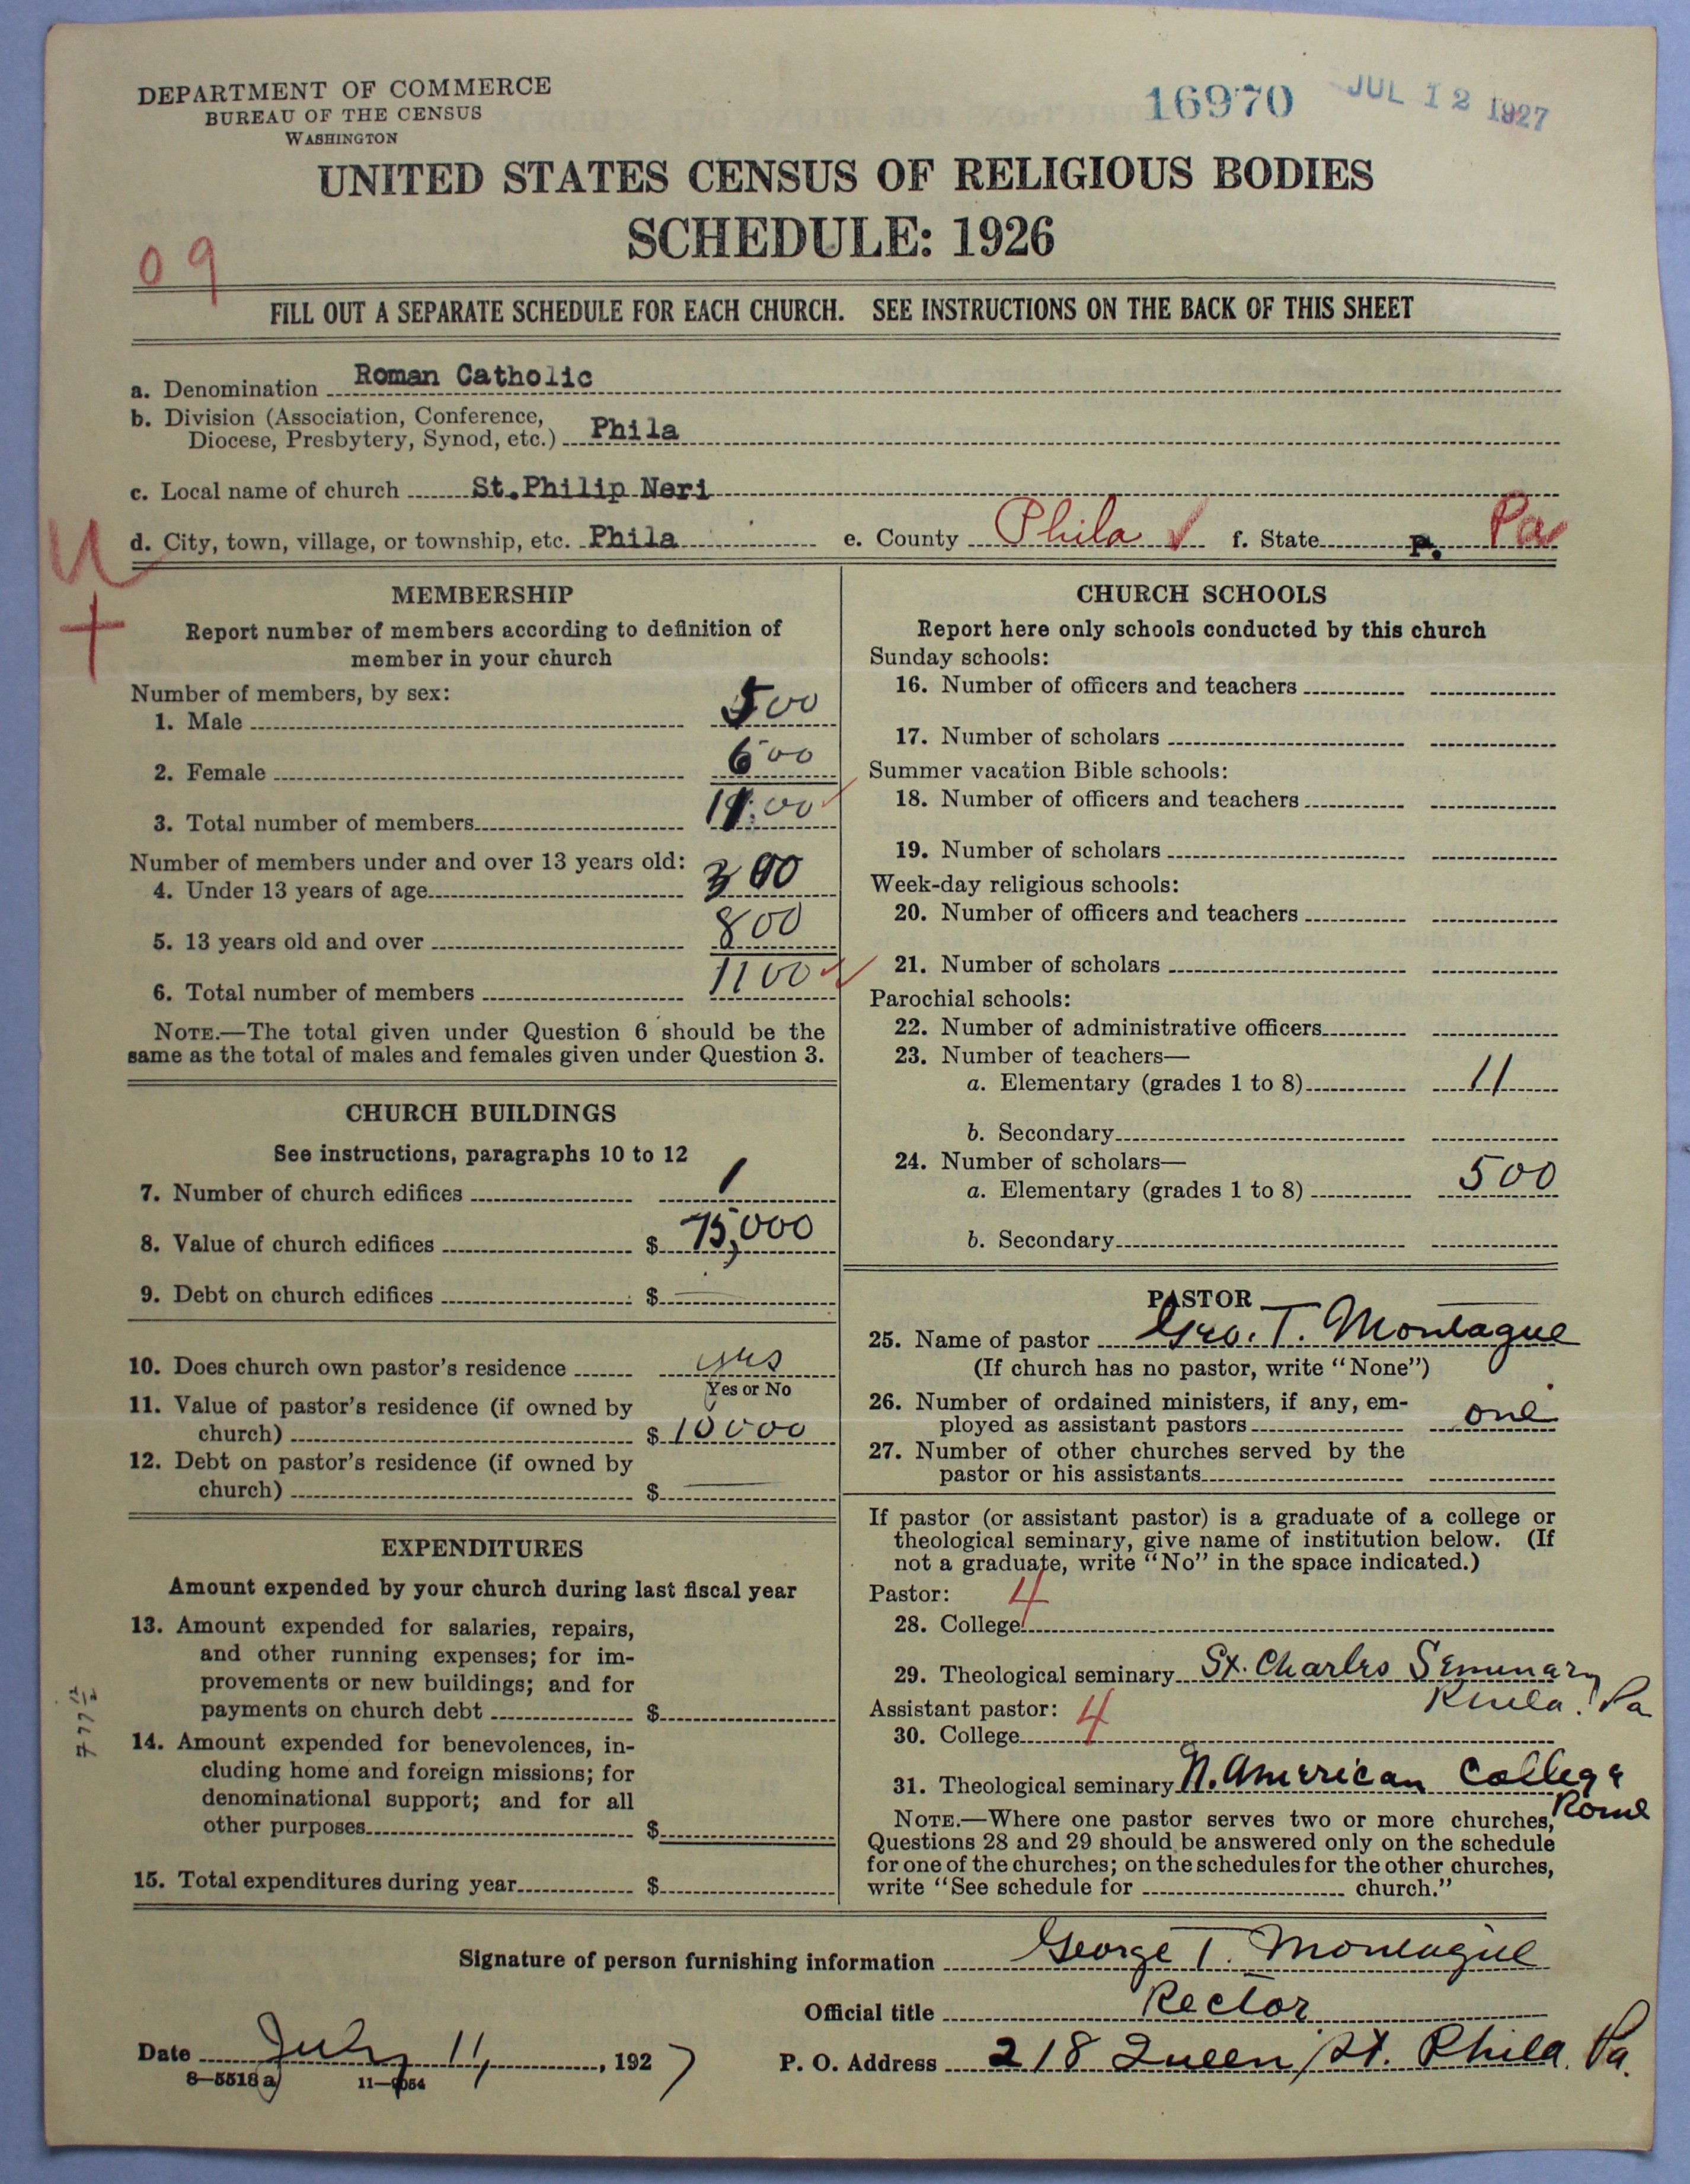 DEPARTMENT OF COMMERCE
BUREAU OF THE CENSUS
WASHINGTON
16970 JUL 12 1927
UNITED STATES CENSUS OF RELIGIOUS BODIES
SCHEDULE: 1926
09
FILL OUT A SEPARATE SCHEDULE FOR EACH CHURCH. SEE INSTRUCTIONS ON THE BACK OF THIS SHEET
a. Denomination Roman Catholic
b. Division (Association, Conference,
Diocese, Presbytery, Synod, etc.) Phila
c. Local name of church St.Philip Neri
d. City, town, village, or township, etc. Phila e. County Phila f. State P. Pa
U
MEMBERSHIP
Report number of members according to definition of
member in your church
Number of members, by sex:
1. Male 500
2. Female 600
3. Total number of members 1100
Number of members under and over 13 years old:
4. Under 13 years of age 300
5. 13 years old and over 800
6. Total number of members 1100
NOTE.—The total given under Question 6 should be the
same as the total of males and females given under Question 3.
CHURCH BUILDINGS
See instructions, paragraphs 10 to 12
7. Number of church edifices 1
8. Value of church edifices $ 75,000
9. Debt on church edifices $ —
10. Does church own pastor's residence yes
Yes or No
11. Value of pastor's residence (if owned by
church) $ 10000
12. Debt on pastor's residence (if owned by
church) $ —
EXPENDITURES
Amount expended by your church during last fiscal year
13. Amount expended for salaries, repairs,
and other running expenses; for im-
provements or new buildings; and for
payments on church debt $
14. Amount expended for benevolences, in-
cluding home and foreign missions; for
denominational support; and for all
other purposes $
15. Total expenditures during year $
CHURCH SCHOOLS
Report here only schools conducted by this church
Sunday schools:
16. Number of officers and teachers
17. Number of scholars
Summer vacation Bible schools:
18. Number of officers and teachers
19. Number of scholars
Week-day religious schools:
20. Number of officers and teachers
21. Number of scholars
Parochial schools:
22. Number of administrative officers
23. Number of teachers—
a. Elementary (grades 1 to 8) 11
b. Secondary
24. Number of scholars—
a. Elementary (grades 1 to 8) 500
b. Secondary
PASTOR
25. Name of pastor Geo. T. Montague
(If church has no pastor, write "None")
26. Number of ordained ministers, if any, em-
ployed as assistant pastors one
27. Number of other churches served by the
pastor or his assistants
If pastor (or assistant pastor) is a graduate of a college or
theological seminary, give name of institution below. (If
not a graduate, write "No" in the space indicated.)
Pastor: 4
28. College
29. Theological seminary St. Charles Seminary
Phila. Pa
Assistant pastor: 4
30. College
31. Theological seminary N. American College
Rome
NOTE.—Where one pastor serves two or more churches,
Questions 28 and 29 should be answered only on the schedule
for one of the churches; on the schedules for the other churches,
write "See schedule for church."
Signature of person furnishing information George T. Montague
Official title Rector
Date July 11, 1927 P. O. Address 218 Queen St. Phila. Pa.
8—5518 a 11—9054